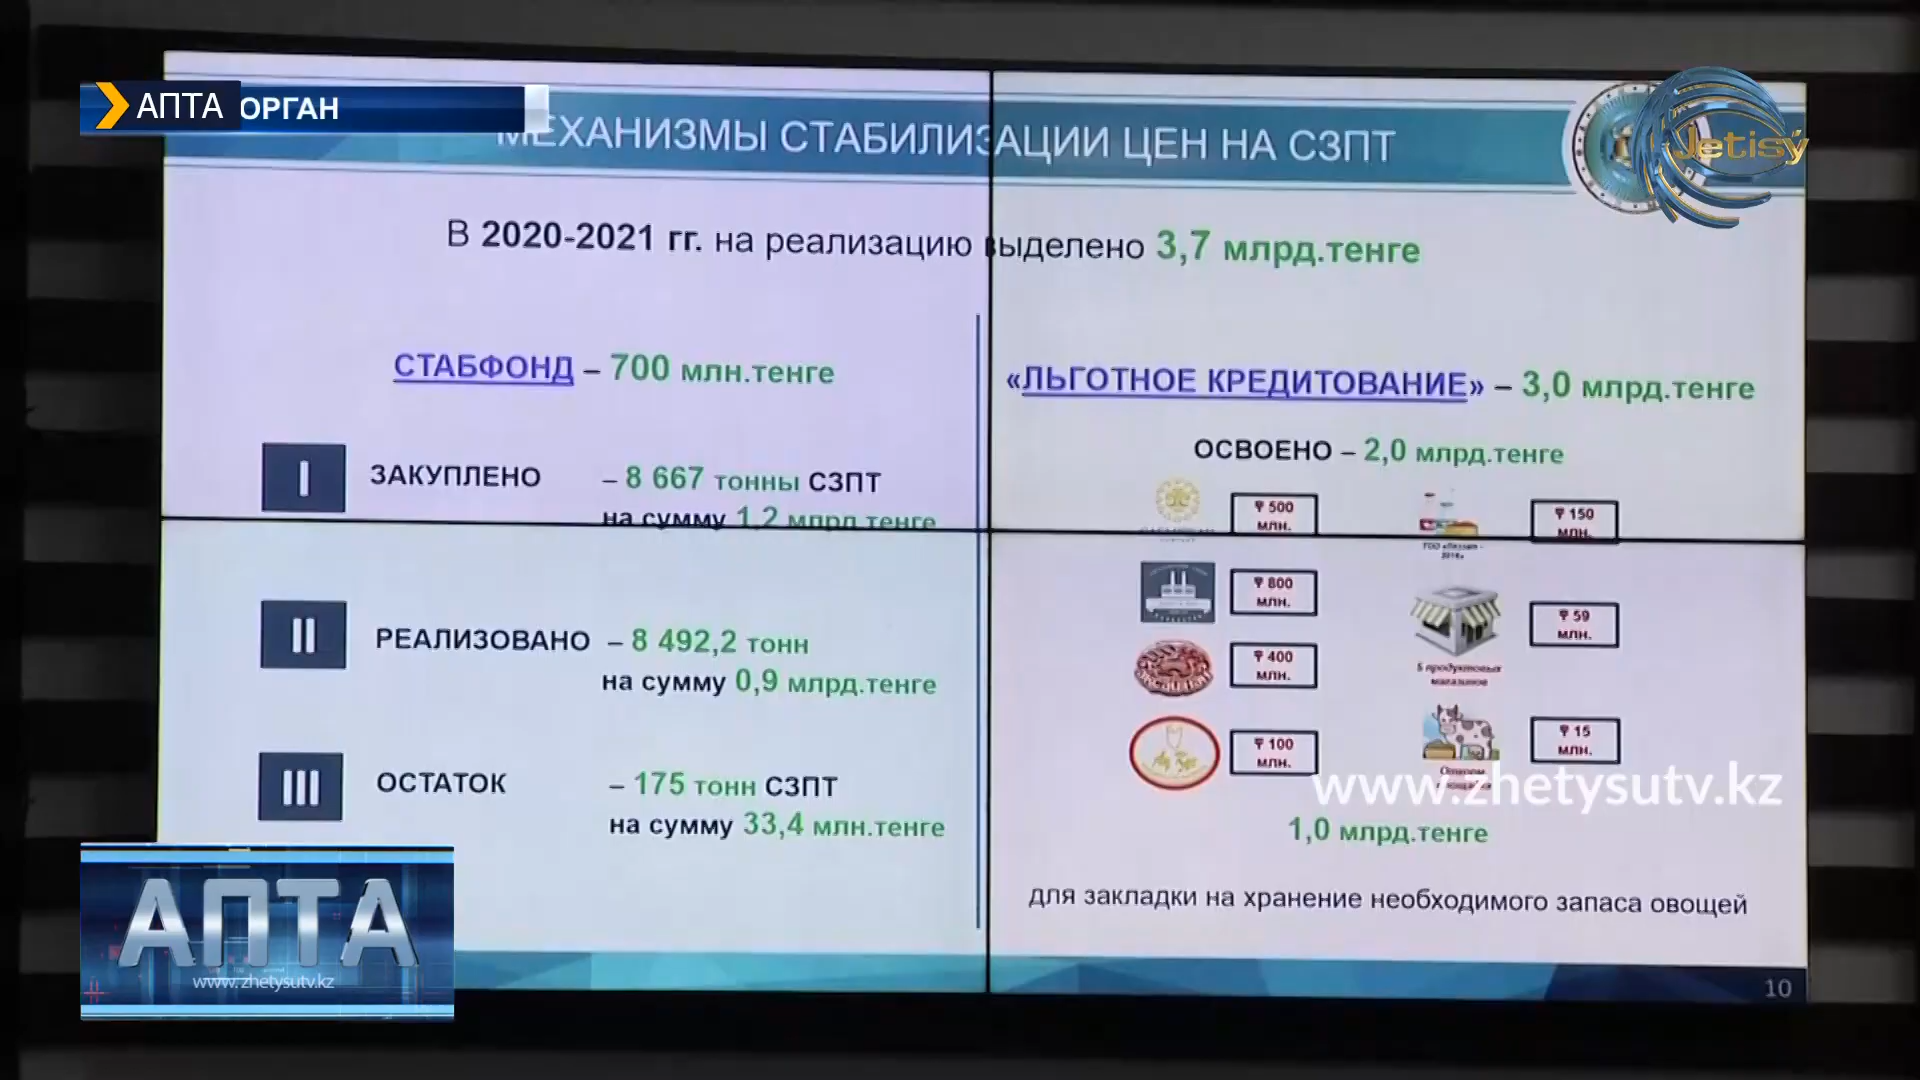 АПТА ОРГАН
Jetisý
МЕХАНИЗМЫ СТАБИЛИЗАЦИИ ЦЕН НА СЗПТ
В 2020-2021 гг. на реализацию выделено 3,7 млрд.тенге
СТАБФОНД – 700 млн.тенге
I ЗАКУПЛЕНО – 8 667 тонны СЗПТ
на сумму 1,2 млрд.тенге
II РЕАЛИЗОВАНО – 8 492,2 тонн
на сумму 0,9 млрд.тенге
III ОСТАТОК – 175 тонн СЗПТ
на сумму 33,4 млн.тенге
«ЛЬГОТНОЕ КРЕДИТОВАНИЕ» – 3,0 млрд.тенге
ОСВОЕНО – 2,0 млрд.тенге
₸ 500
млн.
₸ 150
млн.
ТОО
₸ 800
млн.
₸ 59
млн.
5 продуктовых
магазинов
₸ 400
млн.
₸ 100
млн.
₸ 15
млн.
www.zhetysutv.kz
1,0 млрд.тенге
для закладки на хранение необходимого запаса овощей
10
АПТА
www.zhetysutv.kz